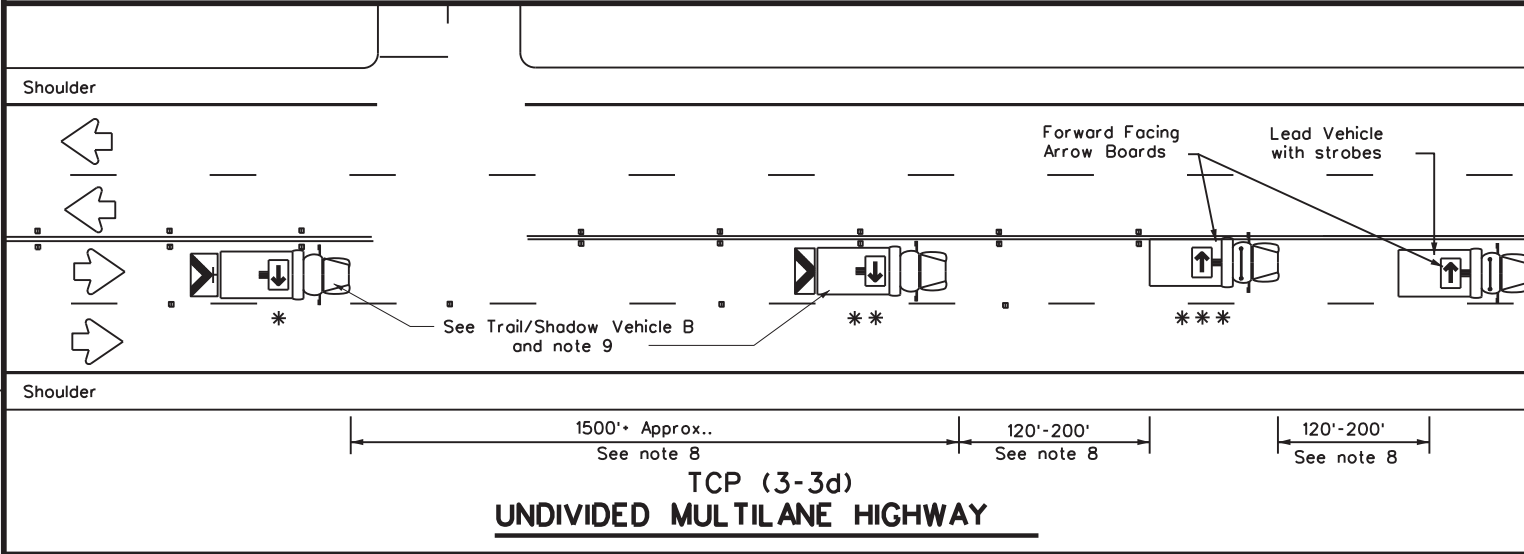 Shoulder
Forward Facing
Arrow Boards
Lead Vehicle
with strobes
*
**
***
See Trail/Shadow Vehicle B
and note 9
Shoulder
1500'+ Approx..
See note 8
120'-200'
See note 8
120'-200'
See note 8
TCP (3-3d)
UNDIVIDED MULTILANE HIGHWAY